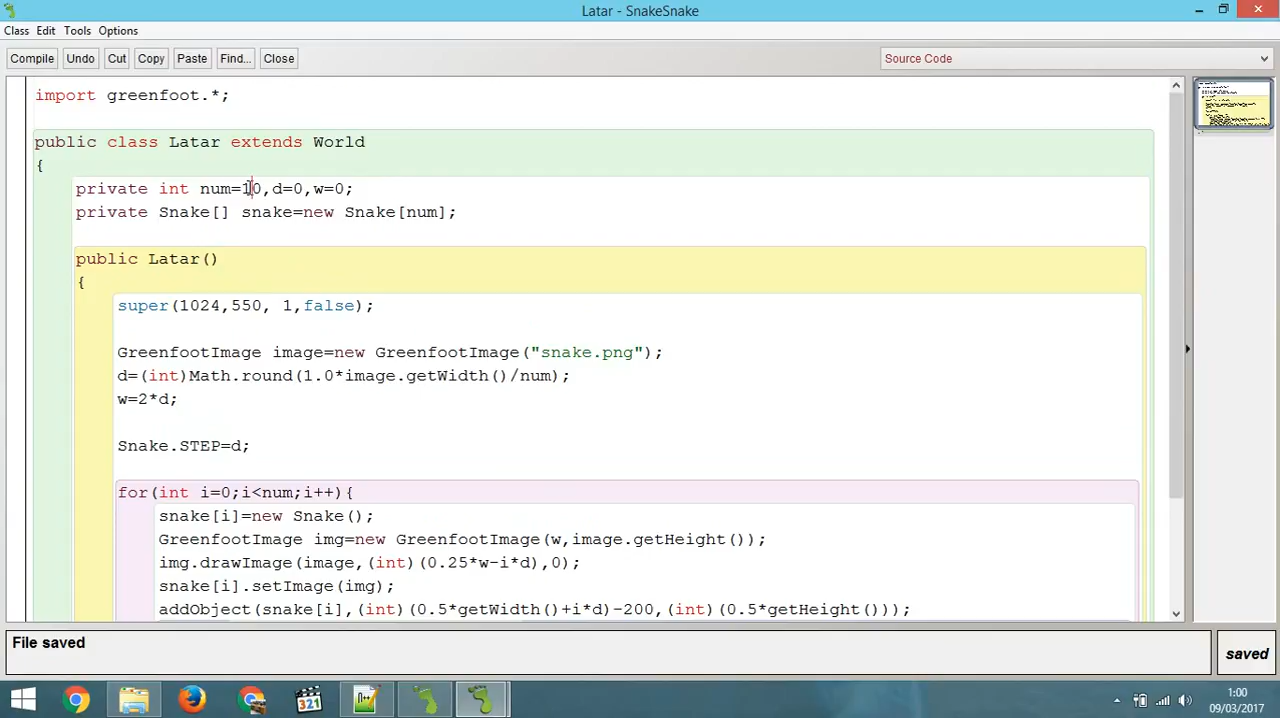 Latar - SnakeSnake
Class Edit Tools Options
Compile Undo Cut Copy Paste Find... Close Source Code
import greenfoot.*;
public class Latar extends World
{
private int num=10,d=0,w=0;
private Snake[] snake=new Snake[num];
public Latar()
{
super(1024,550, 1,false);
GreenfootImage image=new GreenfootImage("snake.png");
d=(int)Math.round(1.0*image.getWidth()/num);
w=2*d;
Snake.STEP=d;
for(int i=0;i<num;i++){
snake[i]=new Snake();
GreenfootImage img=new GreenfootImage(w,image.getHeight());
img.drawImage(image,(int)(0.25*w-i*d),0);
snake[i].setImage(img);
addObject(snake[i],(int)(0.5*getWidth()+i*d)-200,(int)(0.5*getHeight()));
File saved
saved
321
1:00
09/03/2017